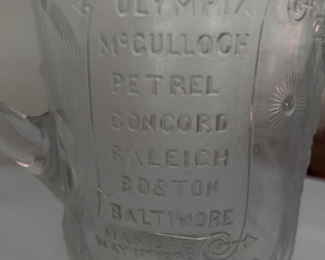 OLYMPIA
McCULLOCH
PETREL
CONCORD
RALEIGH
BOSTON
BALTIMORE